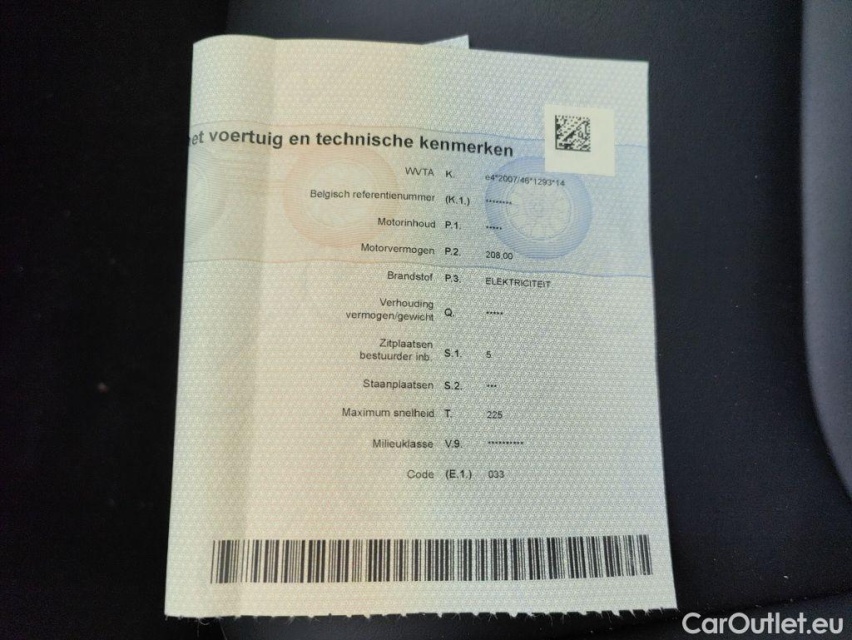 et voertuig en technische kenmerken
WVTA K. e4*2007/46*1293*14
Belgisch referentienummer (K.1.) ********
Motorinhoud P.1. *****
Motorvermogen P.2. 208,00
Brandstof P.3. ELEKTRICITEIT
Verhouding
vermogen/gewicht Q. *****
Zitplaatsen
bestuurder inb. S.1. 5
Staanplaatsen S.2. ***
Maximum snelheid T. 225
Milieuklasse V.9. **********
Code (E.1.) 033
CarOutlet.eu